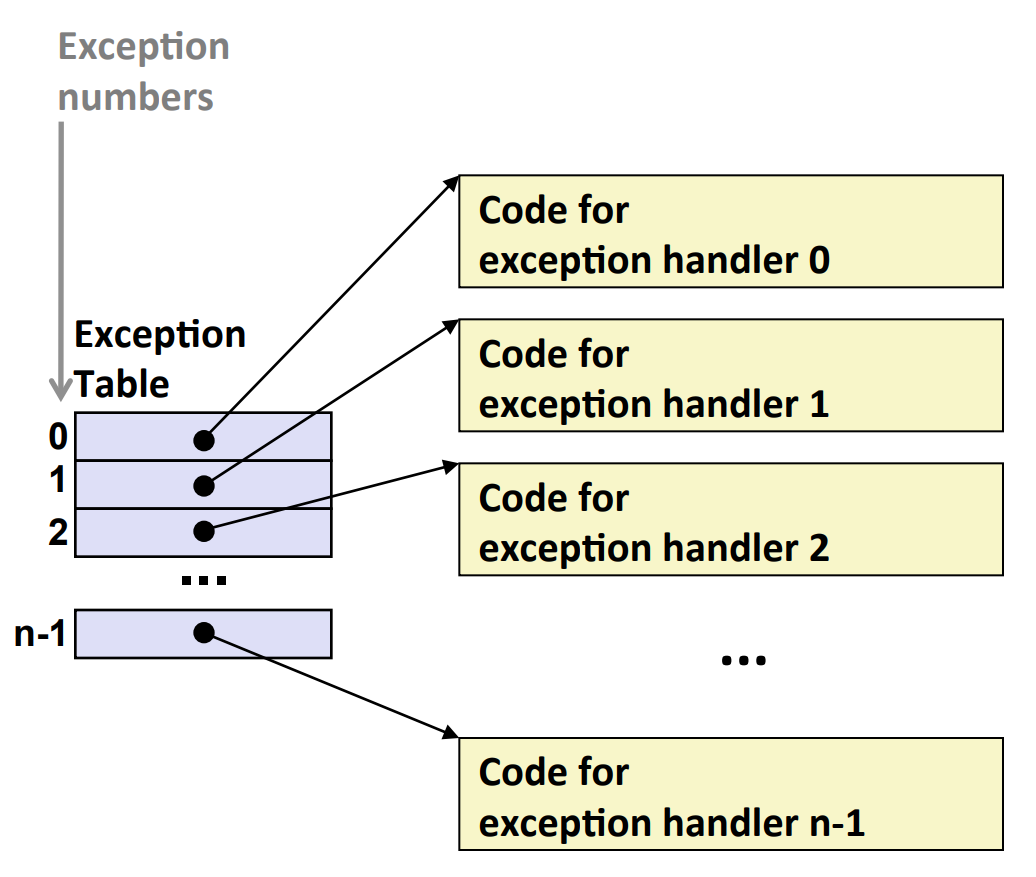 Exception
numbers
Exception
Table
0
1
2
...
n-1
Code for
exception handler 0
Code for
exception handler 1
Code for
exception handler 2
...
Code for
exception handler n-1